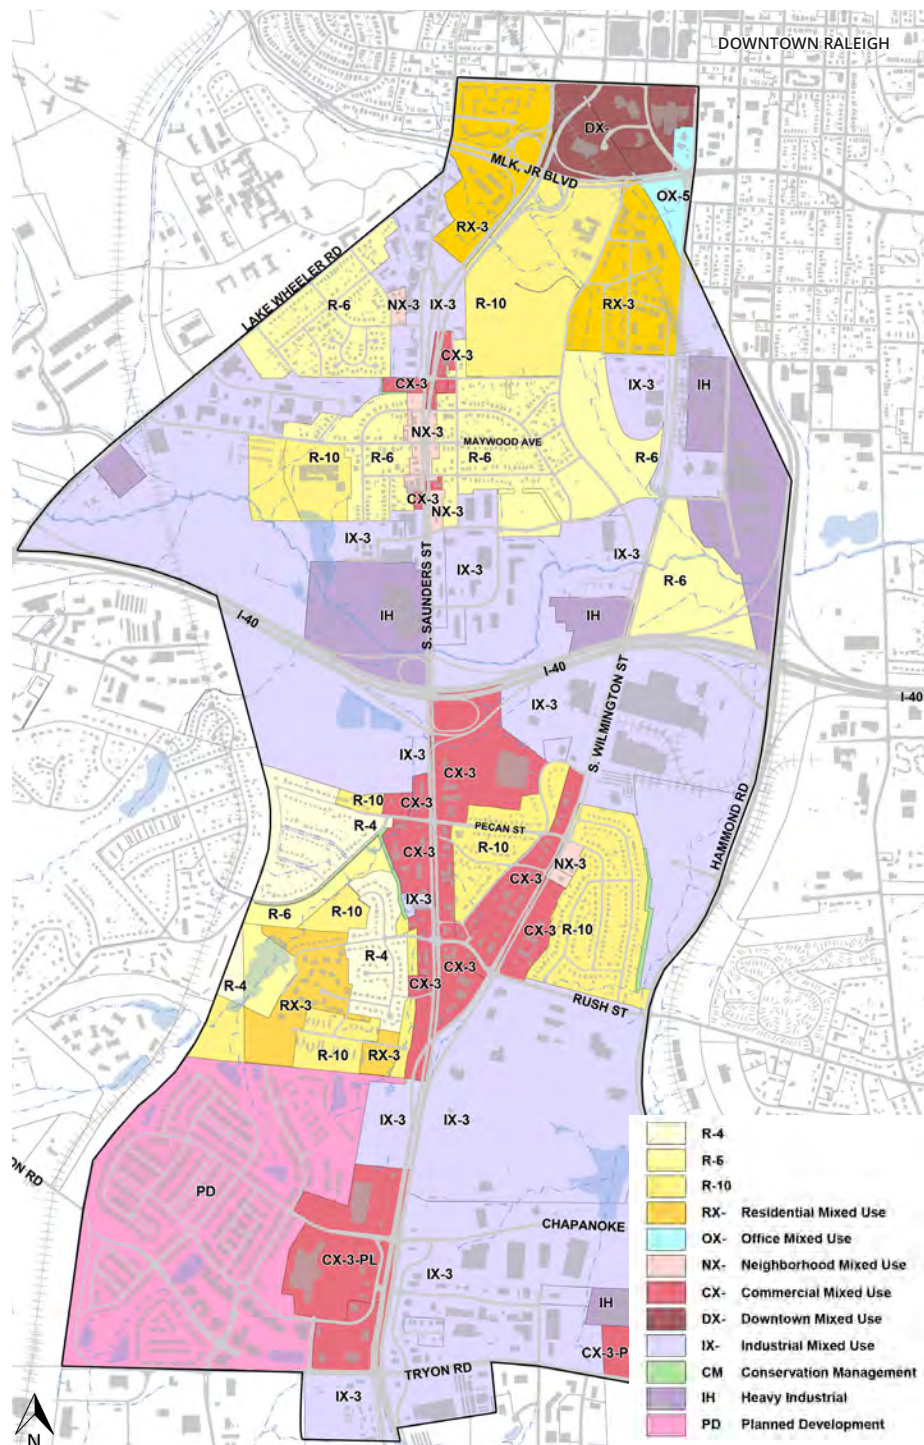 DOWNTOWN RALEIGH
DX-
MLK, JR BLVD
OX-5
RX-3
LAKE WHEELER RD
R-6
NX-3
IX-3
R-10
RX-3
CX-3
CX-3
IX-3
IH
NX-3
MAYWOOD AVE
R-10
R-6
R-6
R-6
CX-3
NX-3
IX-3
IX-3
IX-3
S. SAUNDERS ST
R-6
IH
IH
I-40
I-40
I-40
S. WILMINGTON ST
IX-3
IX-3
CX-3
HAMMOND RD
R-10
CX-3
R-4
PECAN ST
R-10
CX-3
NX-3
CX-3
IX-3
R-6
R-10
CX-3
R-10
R-4
CX-3
R-4
CX-3
RX-3
RUSH ST
R-10
RX-3
IX-3
IX-3
ON RD
PD
CHAPANOKE
CX-3-PL
IX-3
IH
CX-3-P
TRYON RD
IX-3
N
R-4
R-6
R-10
RX- Residential Mixed Use
OX- Office Mixed Use
NX- Neighborhood Mixed Use
CX- Commercial Mixed Use
DX- Downtown Mixed Use
IX- Industrial Mixed Use
CM Conservation Management
IH Heavy Industrial
PD Planned Development